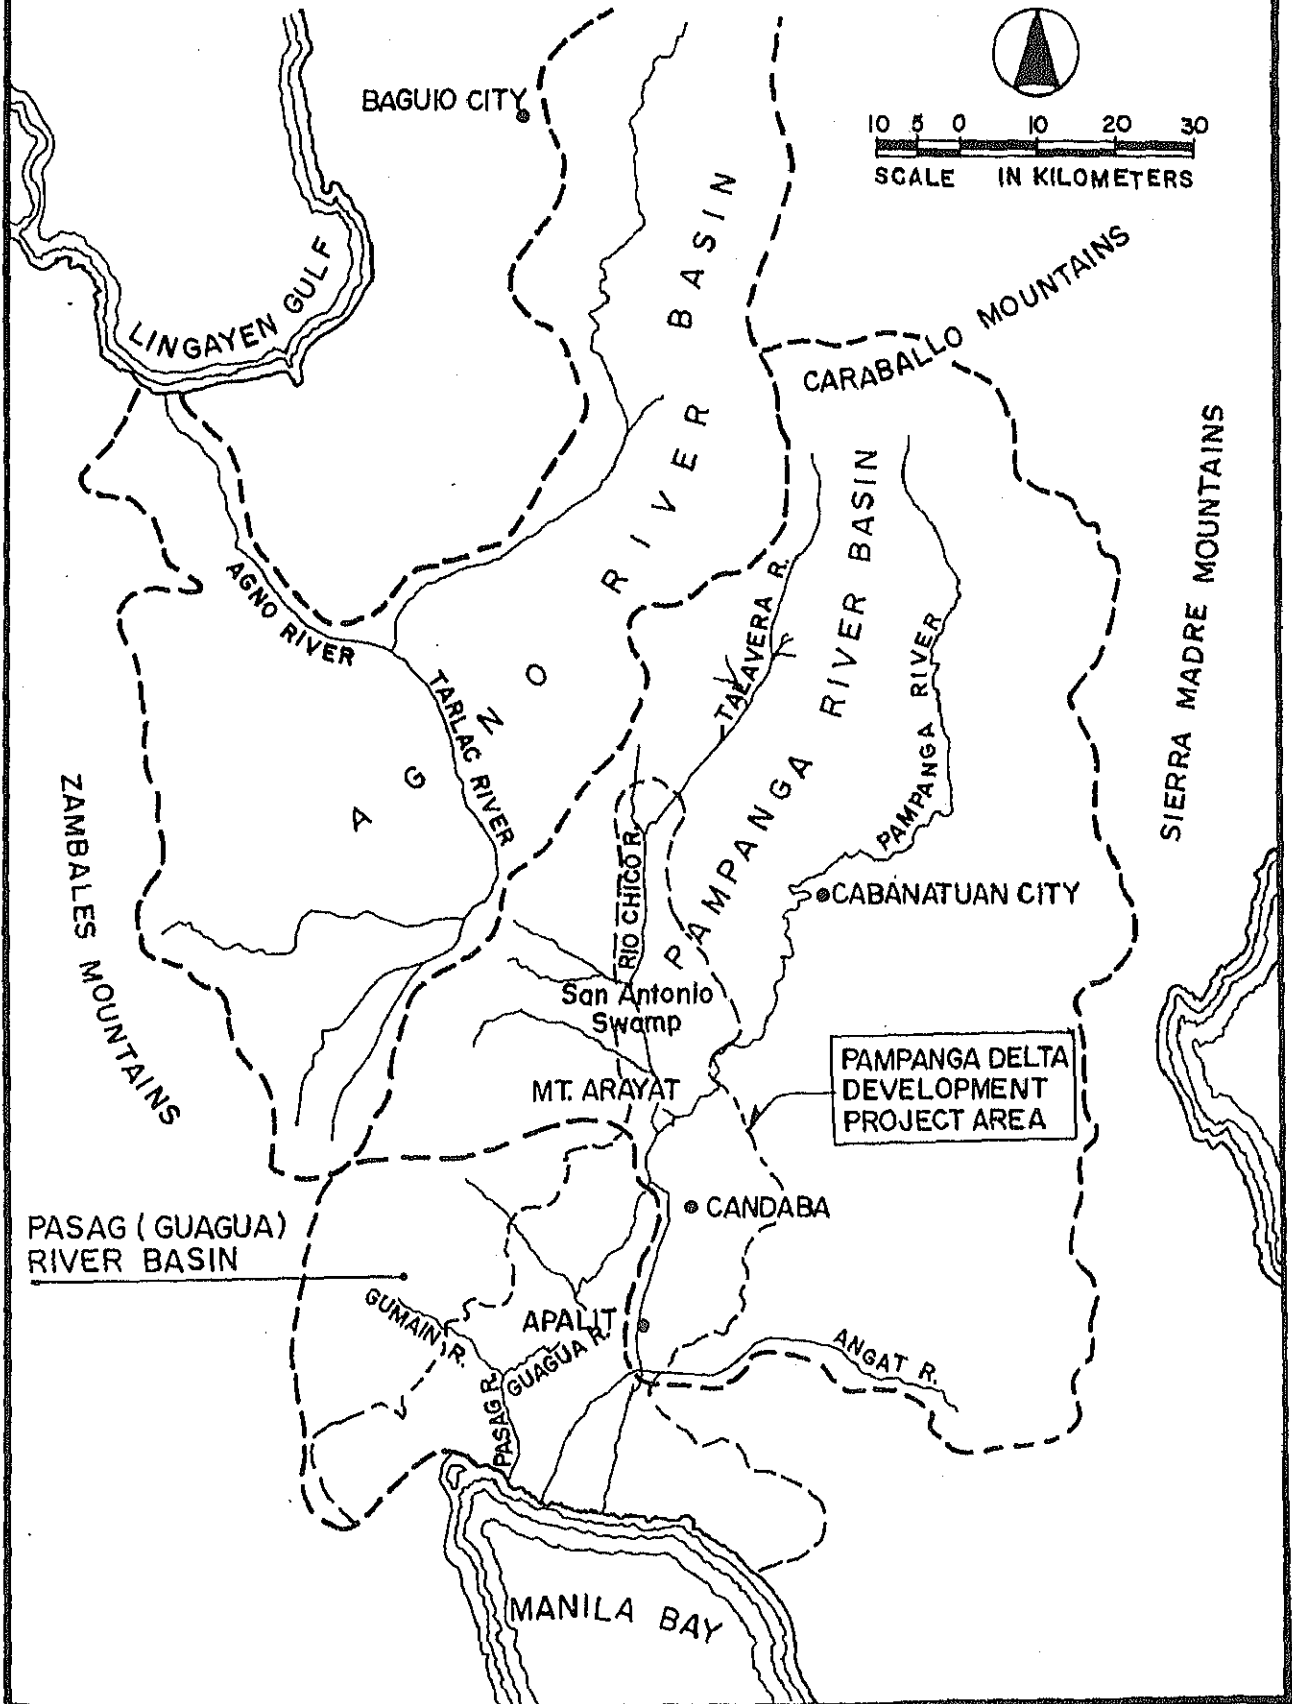 BAGUIO CITY
10 5 0 10 20 30
SCALE IN KILOMETERS
LINGAYEN GULF
CARABALLO MOUNTAINS
AGNO RIVER BASIN
SIERRA MADRE MOUNTAINS
AGNO RIVER
TALAVERA R.
PAMPANGA RIVER BASIN
PAMPANGA RIVER
TARLAC RIVER
ZAMBALES MOUNTAINS
RIO CHICO R.
CABANATUAN CITY
San Antonio
Swamp
MT. ARAYAT
PAMPANGA DELTA
DEVELOPMENT
PROJECT AREA
CANDABA
PASAG (GUAGUA)
RIVER BASIN
GUMAIN R.
APALIT
GUAGUA R.
PASAG R.
ANGAT R.
MANILA BAY